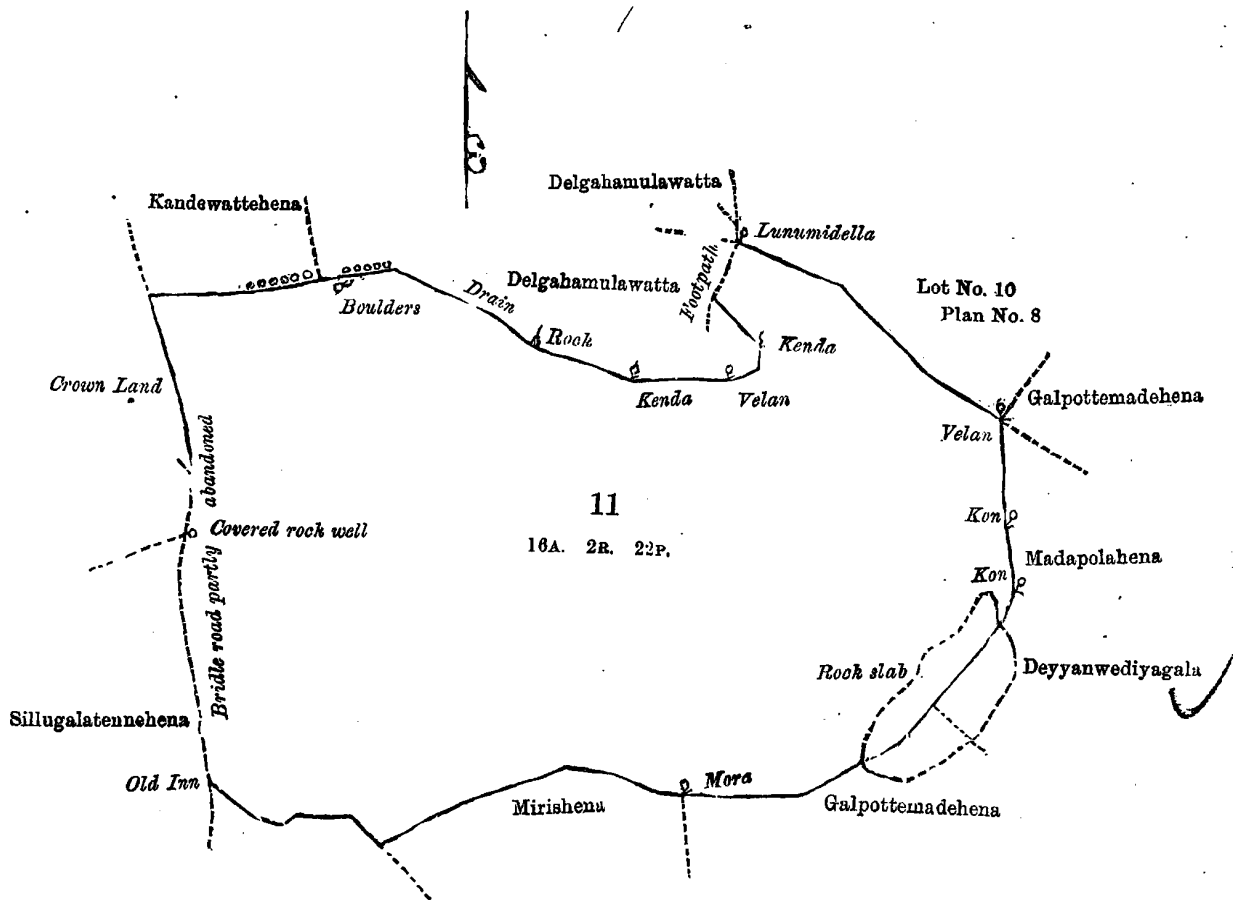 Delgahamulawatta
Kandewattehena
Lunumidella
Delgahamulawatta
Footpath
Lot No. 10
Plan No. 8
Drain
Boulders
Rock
Kenda
Crown Land
Kenda
Velan
Galpottemadehena
Velan
Bridle road partly abandoned
11
16A. 2R. 22P.
Kon
Covered rock well
Madapolahena
Kon
Rock slab
Deyyanwediyagala
Sillugalatennehena
Old Inn
Mora
Mirishena
Galpottemadehena